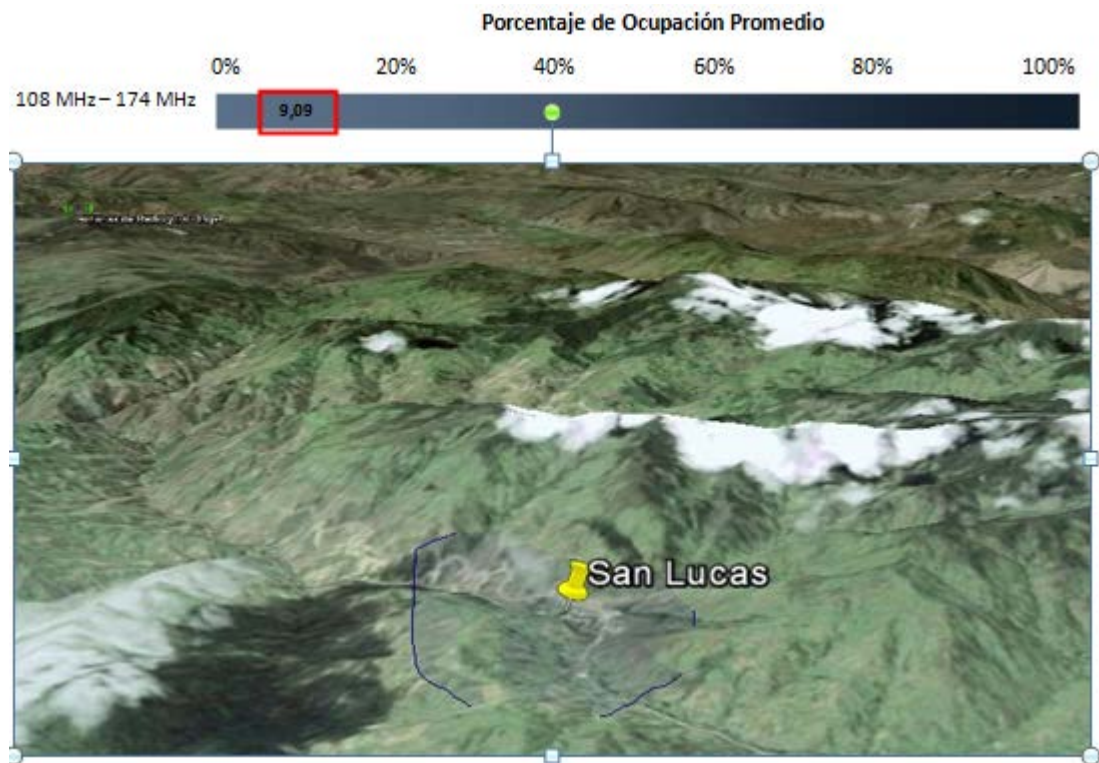 Porcentaje de Ocupación Promedio
0% 20% 40% 60% 80% 100%
108 MHz – 174 MHz
9,09
San Lucas